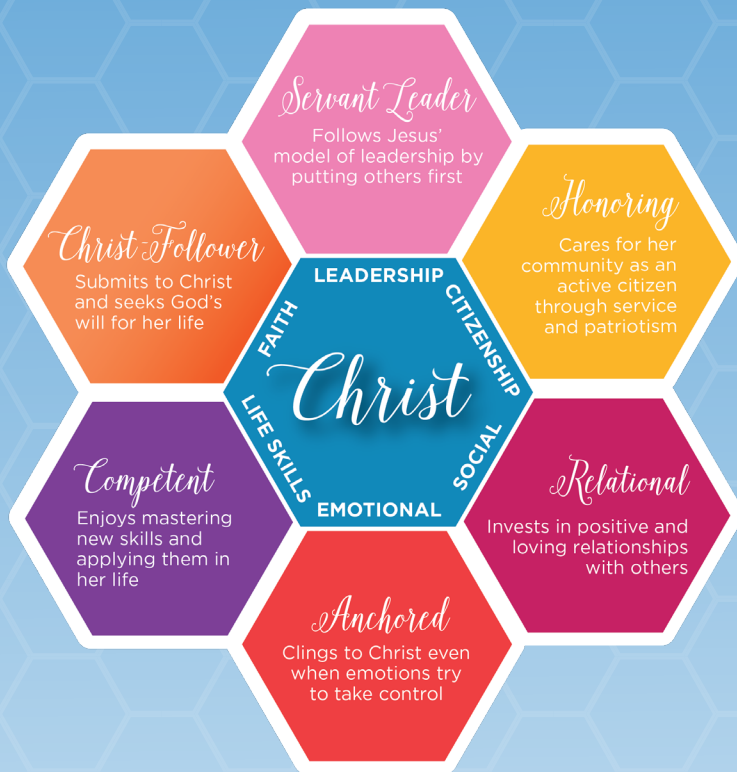 Servant Leader
Follows Jesus'
model of leadership by
putting others first
Honoring
Cares for her
community as an
active citizen
through service
and patriotism
Christ-Follower
Submits to Christ
and seeks God's
will for her life
LEADERSHIP
CITIZENSHIP
FAITH
Christ
LIFE SKILLS
SOCIAL
EMOTIONAL
Competent
Enjoys mastering
new skills and
applying them in
her life
Relational
Invests in positive and
loving relationships
with others
Anchored
Clings to Christ even
when emotions try
to take control